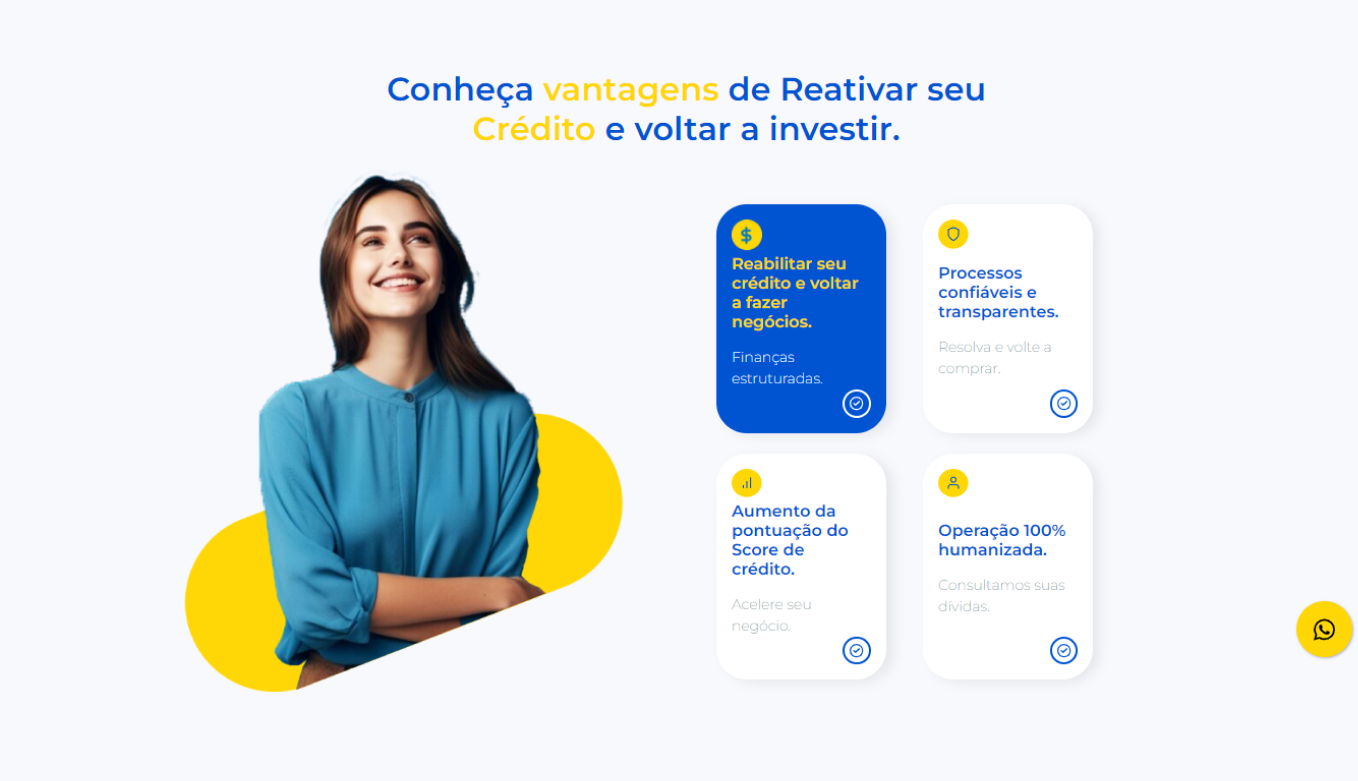 Conheça vantagens de Reativar seu
Crédito e voltar a investir.
$
Reabilitar seu
crédito e voltar
a fazer
negócios.
Finanças
estruturadas.
Processos
confiáveis e
transparentes.
Resolva e volte a
comprar.
Aumento da
pontuação do
Score de
crédito.
Acelere seu
negócio.
Operação 100%
humanizada.
Consultamos suas
dívidas.